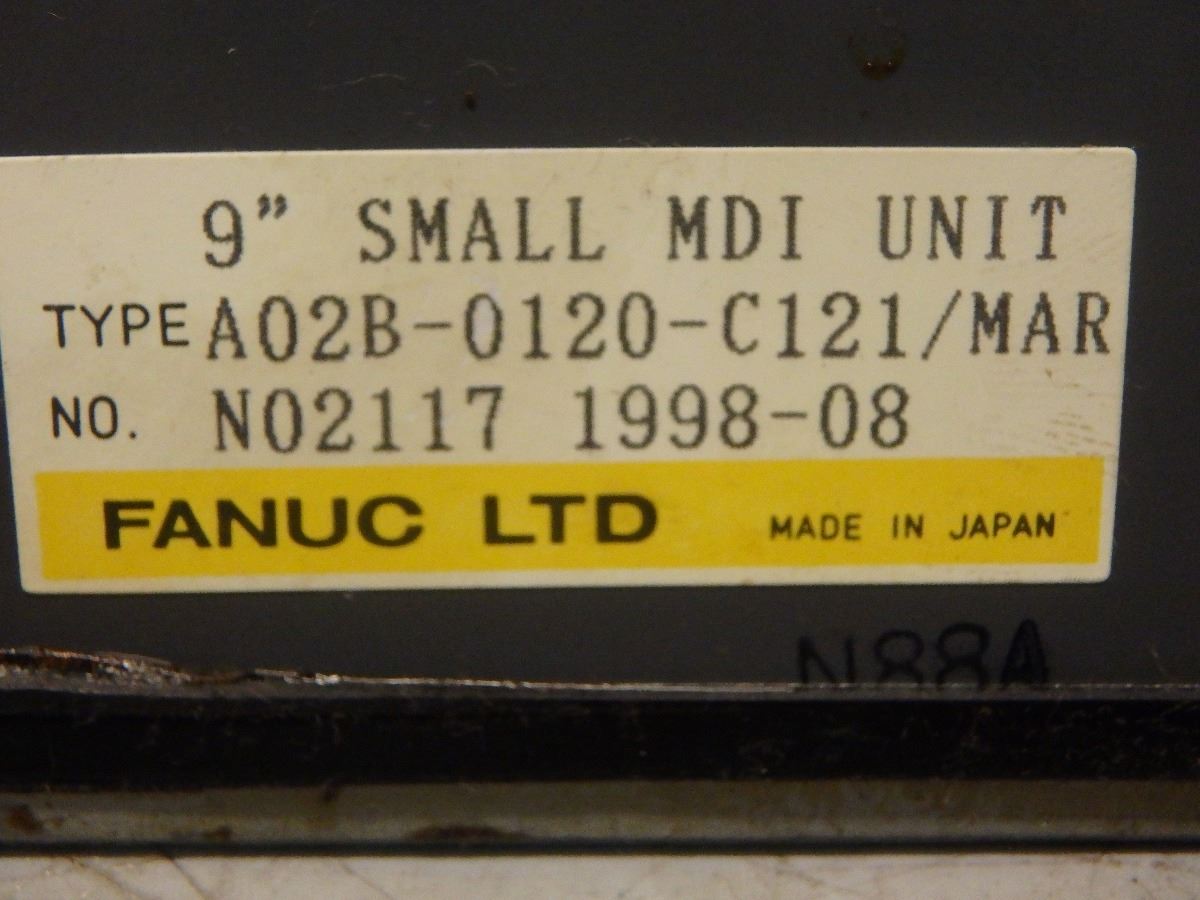 9" SMALL MDI UNIT
TYPE A02B-0120-C121/MAR
NO. N02117 1998-08
FANUC LTD MADE IN JAPAN
N88A